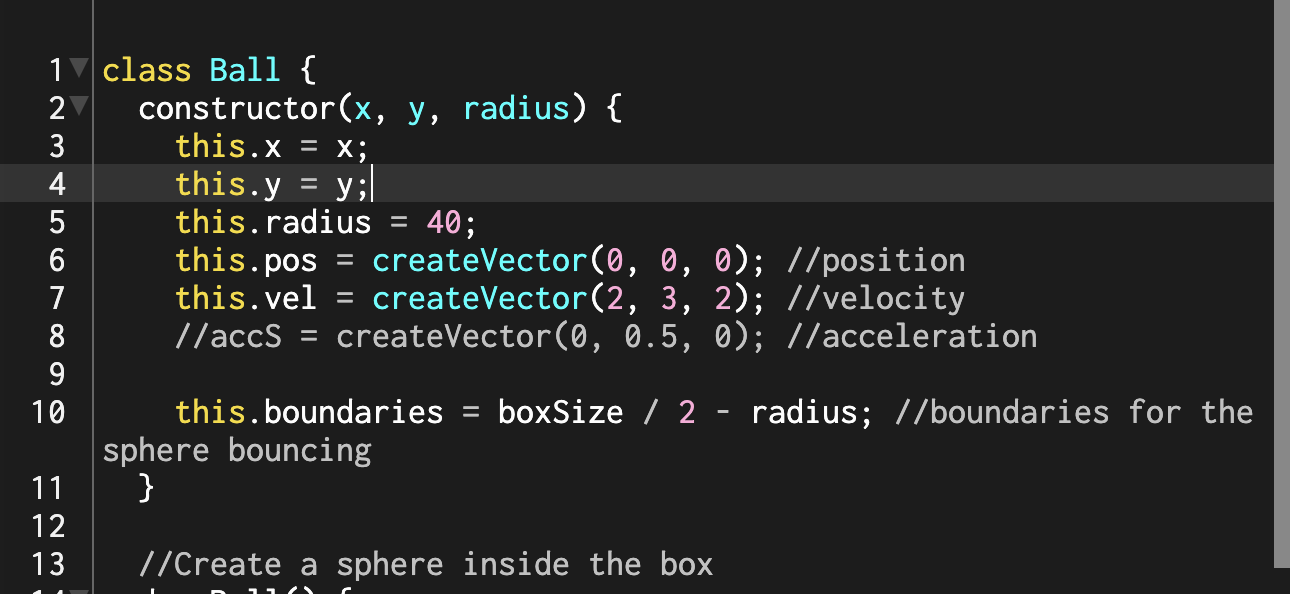 1 class Ball {
2 constructor(x, y, radius) {
3 this.x = x;
4 this.y = y;
5 this.radius = 40;
6 this.pos = createVector(0, 0, 0); //position
7 this.vel = createVector(2, 3, 2); //velocity
8 //accS = createVector(0, 0.5, 0); //acceleration
9
10 this.boundaries = boxSize / 2 - radius; //boundaries for the
sphere bouncing
11 }
12
13 //Create a sphere inside the box